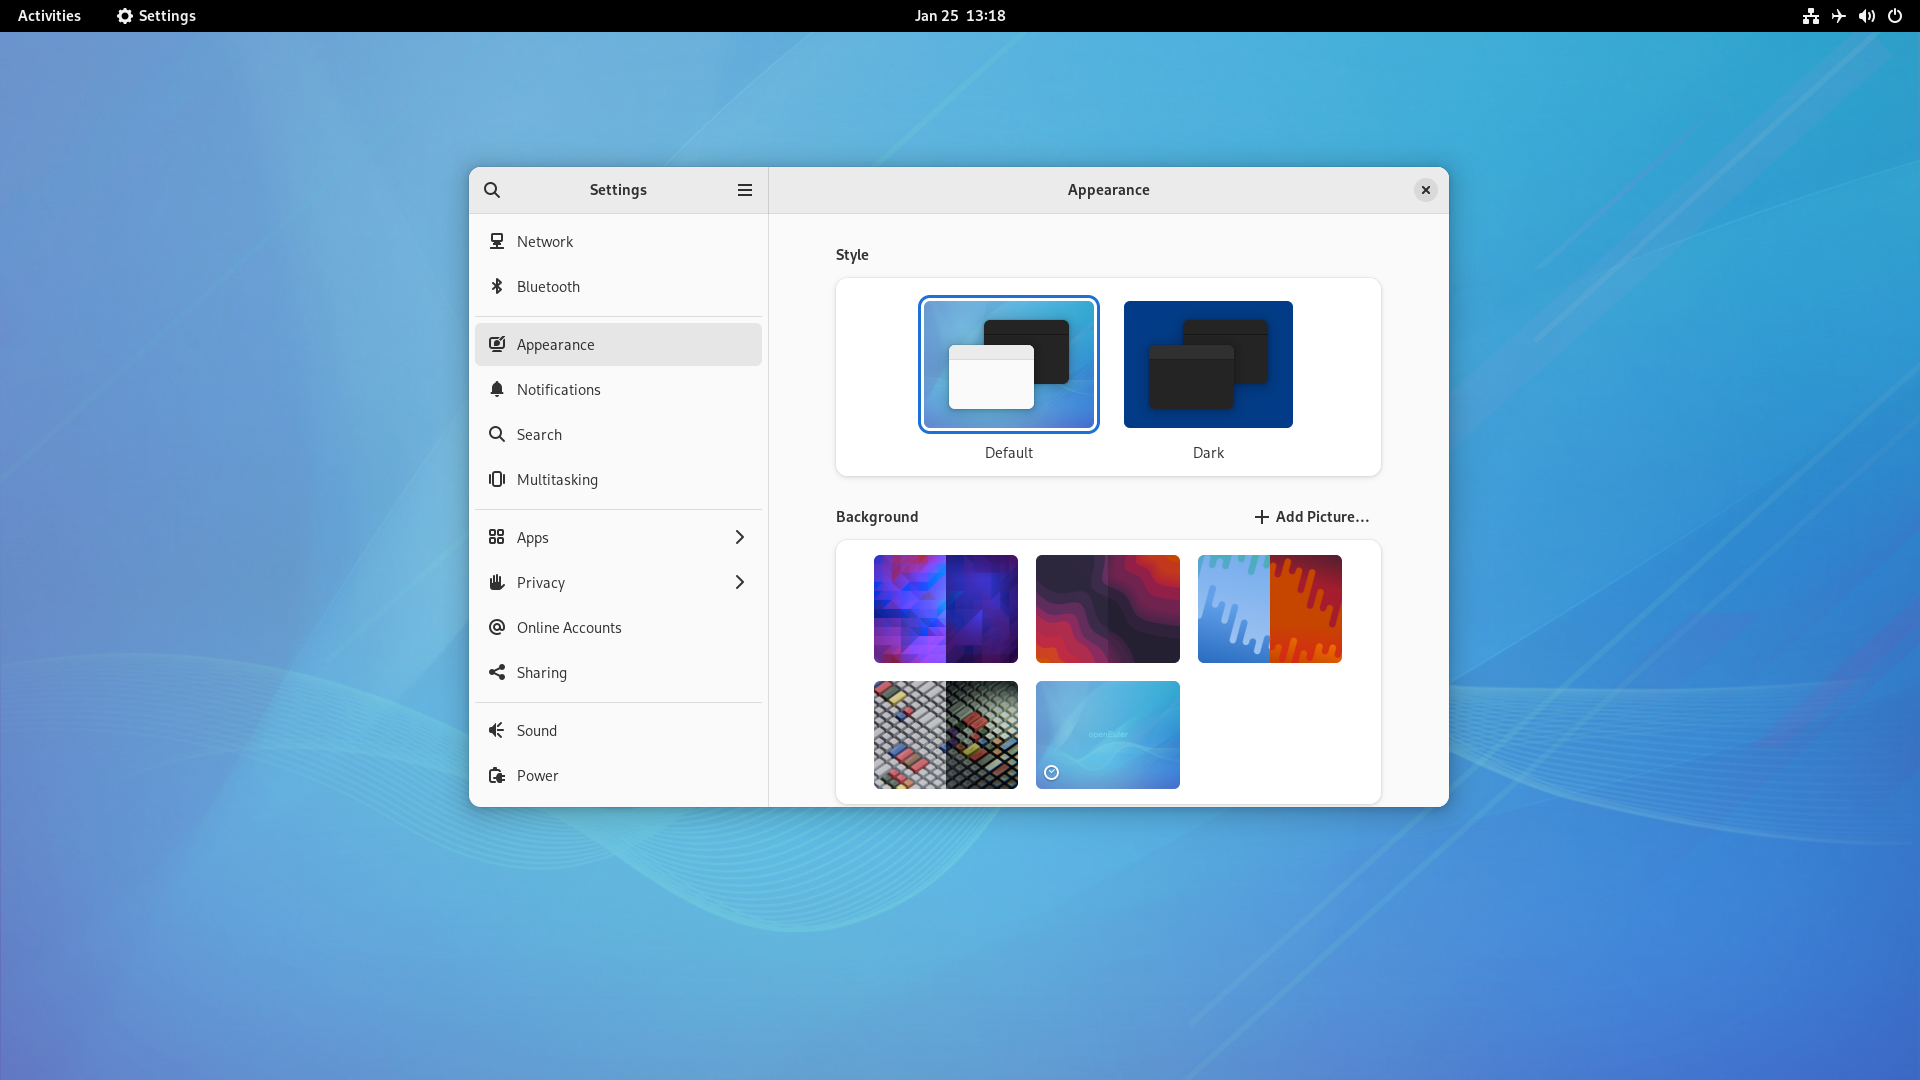 Activities
Settings
Jan 25 13:18
Settings
Appearance
Network
Bluetooth
Appearance
Notifications
Search
Multitasking
Apps
Privacy
Online Accounts
Sharing
Sound
Power
Style
Default
Dark
Background
Add Picture...
openEuler